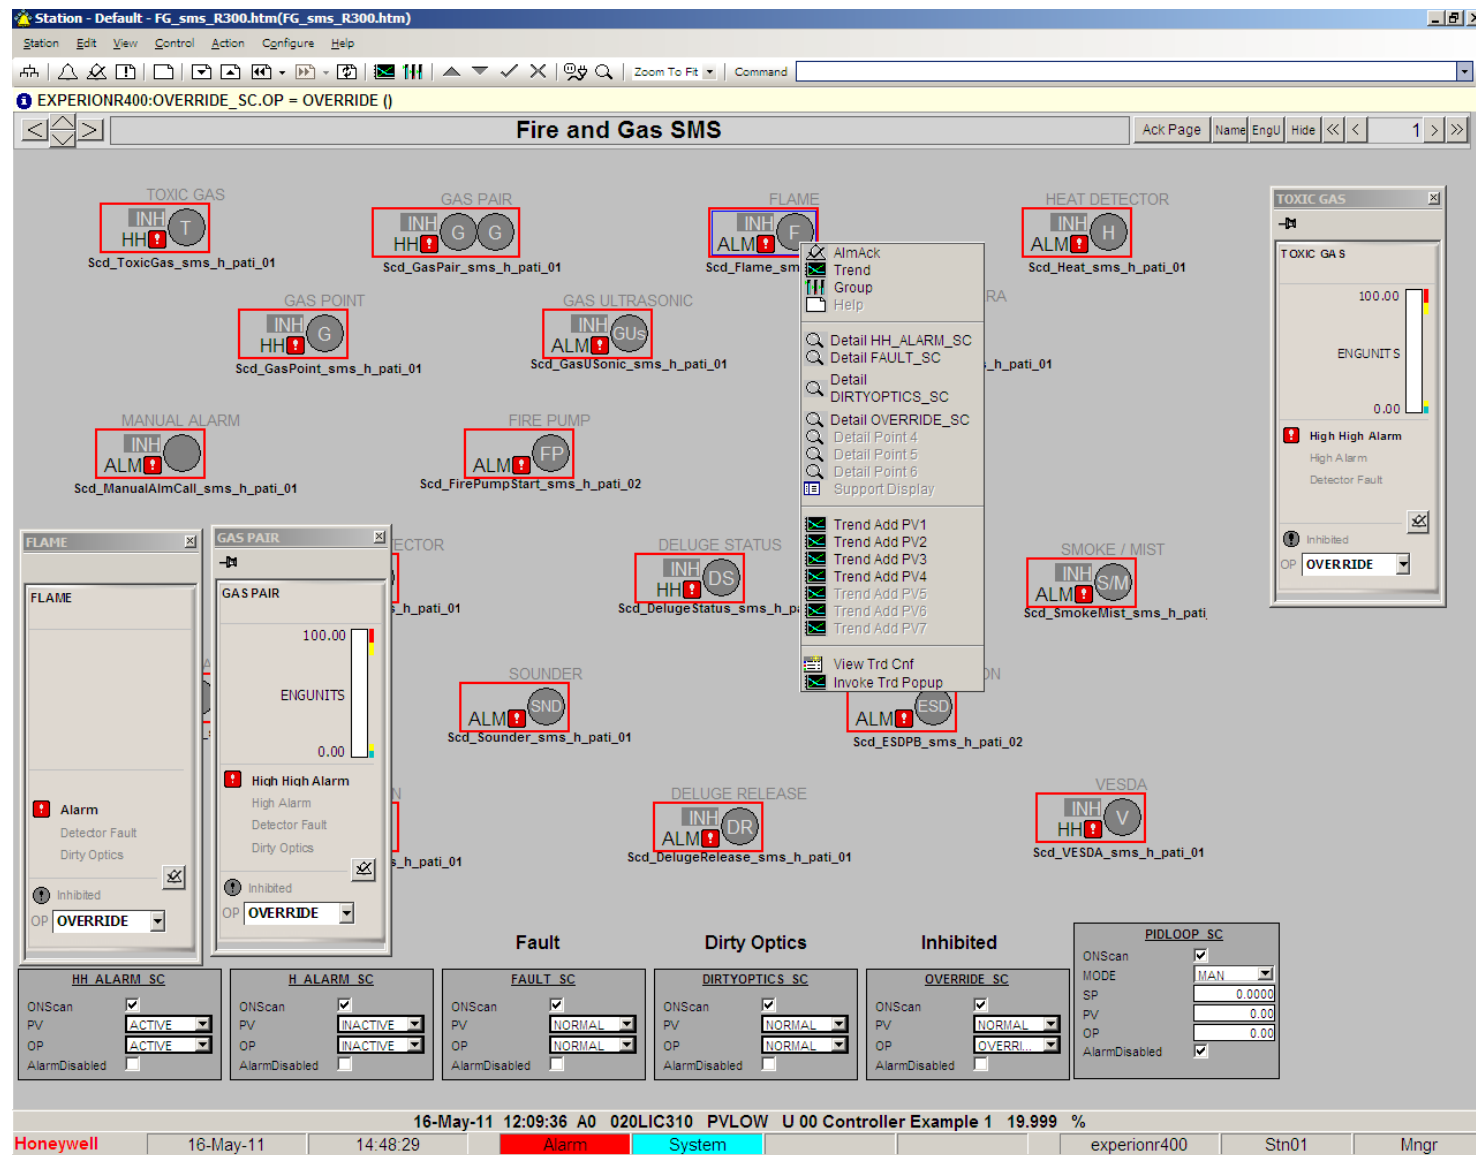 Station - Default - FG_sms_R300.htm(FG_sms_R300.htm)
Station Edit View Control Action Configure Help
Zoom To Fit Command
EXPERIONR400:OVERRIDE_SC.OP = OVERRIDE ()
Fire and Gas SMS
Ack Page Name EngU Hide 1
TOXIC GAS
INH T
HH
Scd_ToxicGas_sms_h_pati_01
GAS PAIR
INH G G
HH
Scd_GasPair_sms_h_pati_01
FLAME
INH F
ALM
Scd_Flame_sm
HEAT DETECTOR
INH H
ALM
Scd_Heat_sms_h_pati_01
GAS POINT
INH G
HH
Scd_GasPoint_sms_h_pati_01
GAS ULTRASONIC
INH GUs
ALM
Scd_GasUSonic_sms_h_pati_01
RA
s_h_pati_01
MANUAL ALARM
INH
ALM
Scd_ManualAlmCall_sms_h_pati_01
FIRE PUMP
FP
ALM
Scd_FirePumpStart_sms_h_pati_02
AlmAck
Trend
Group
Help
Detail HH_ALARM_SC
Detail FAULT_SC
Detail
DIRTYOPTICS_SC
Detail OVERRIDE_SC
Detail Point 4
Detail Point 5
Detail Point 6
Support Display
Trend Add PV1
Trend Add PV2
Trend Add PV3
Trend Add PV4
Trend Add PV5
Trend Add PV6
Trend Add PV7
View Trd Cnf
Invoke Trd Popup
TOXIC GAS
TOXIC GAS
100.00
ENGUNITS
0.00
High High Alarm
High Alarm
Detector Fault
Inhibited
OP OVERRIDE
ECTOR
s_h_pati_01
DELUGE STATUS
INH DS
HH
Scd_DelugeStatus_sms_h_pa
SMOKE / MIST
INH S/M
ALM
Scd_SmokeMist_sms_h_pati_
FLAME
FLAME
Alarm
Detector Fault
Dirty Optics
Inhibited
OP OVERRIDE
GAS PAIR
GAS PAIR
100.00
ENGUNITS
0.00
High High Alarm
High Alarm
Detector Fault
Dirty Optics
Inhibited
OP OVERRIDE
SOUNDER
SND
ALM
Scd_Sounder_sms_h_pati_01
ON
ESD
ALM
Scd_ESDPB_sms_h_pati_02
N
s_h_pati_01
DELUGE RELEASE
INH DR
ALM
Scd_DelugeRelease_sms_h_pati_01
VESDA
INH V
HH
Scd_VESDA_sms_h_pati_01
Fault Dirty Optics Inhibited
HH_ALARM_SC
ONScan
PV ACTIVE
OP ACTIVE
AlarmDisabled
H_ALARM_SC
ONScan
PV INACTIVE
OP INACTIVE
AlarmDisabled
FAULT_SC
ONScan
PV NORMAL
OP NORMAL
AlarmDisabled
DIRTYOPTICS_SC
ONScan
PV NORMAL
OP NORMAL
AlarmDisabled
OVERRIDE_SC
ONScan
PV NORMAL
OP OVERRI...
AlarmDisabled
PIDLOOP_SC
ONScan
MODE MAN
SP 0.0000
PV 0.00
OP 0.00
AlarmDisabled
16-May-11 12:09:36 A0 020LIC310 PVLOW U 00 Controller Example 1 19.999 %
Honeywell 16-May-11 14:48:29 Alarm System experionr400 Stn01 Mngr